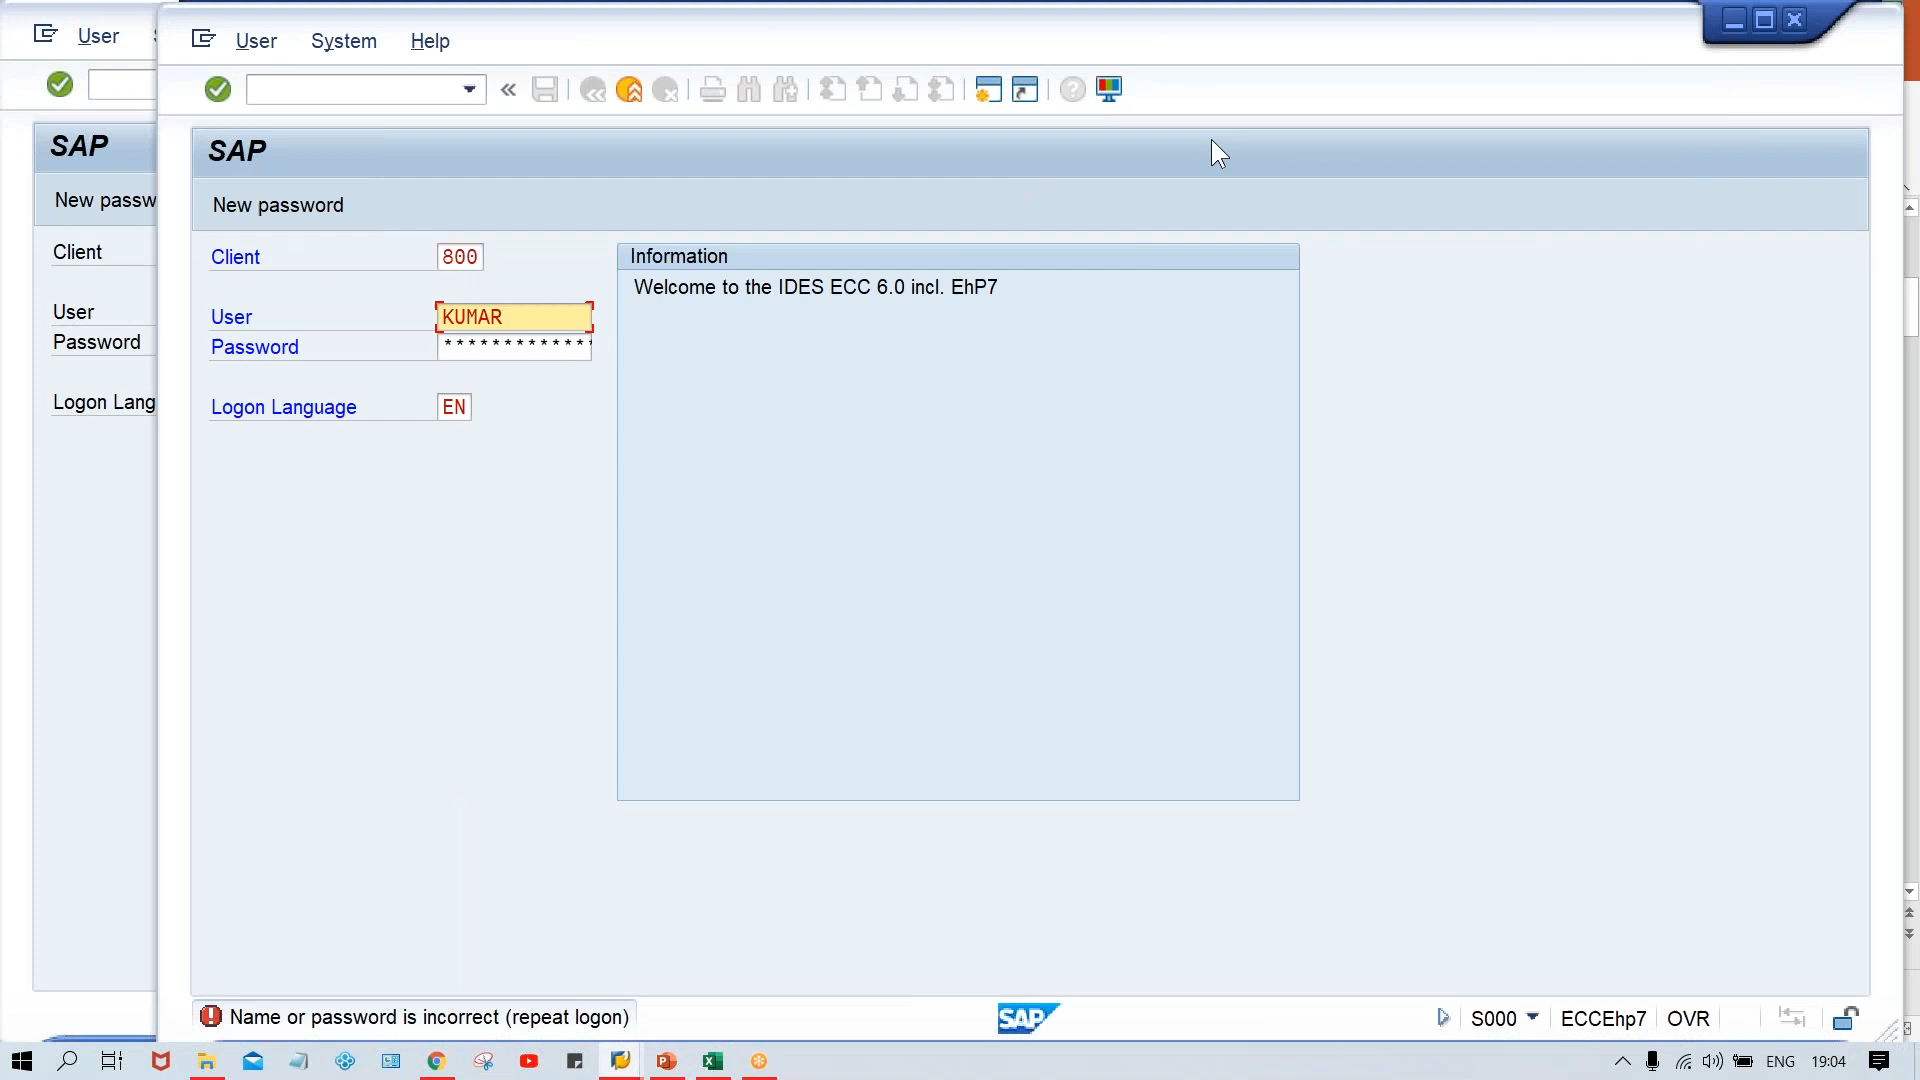 User
SAP
New passw
Client
User
Password
Logon Lang
User System Help
SAP
New password
Client 800
User KUMAR
Password ************
Logon Language EN
Information
Welcome to the IDES ECC 6.0 incl. EhP7
Name or password is incorrect (repeat logon)
SAP
S000 ECCEhp7 OVR
ENG 19:04